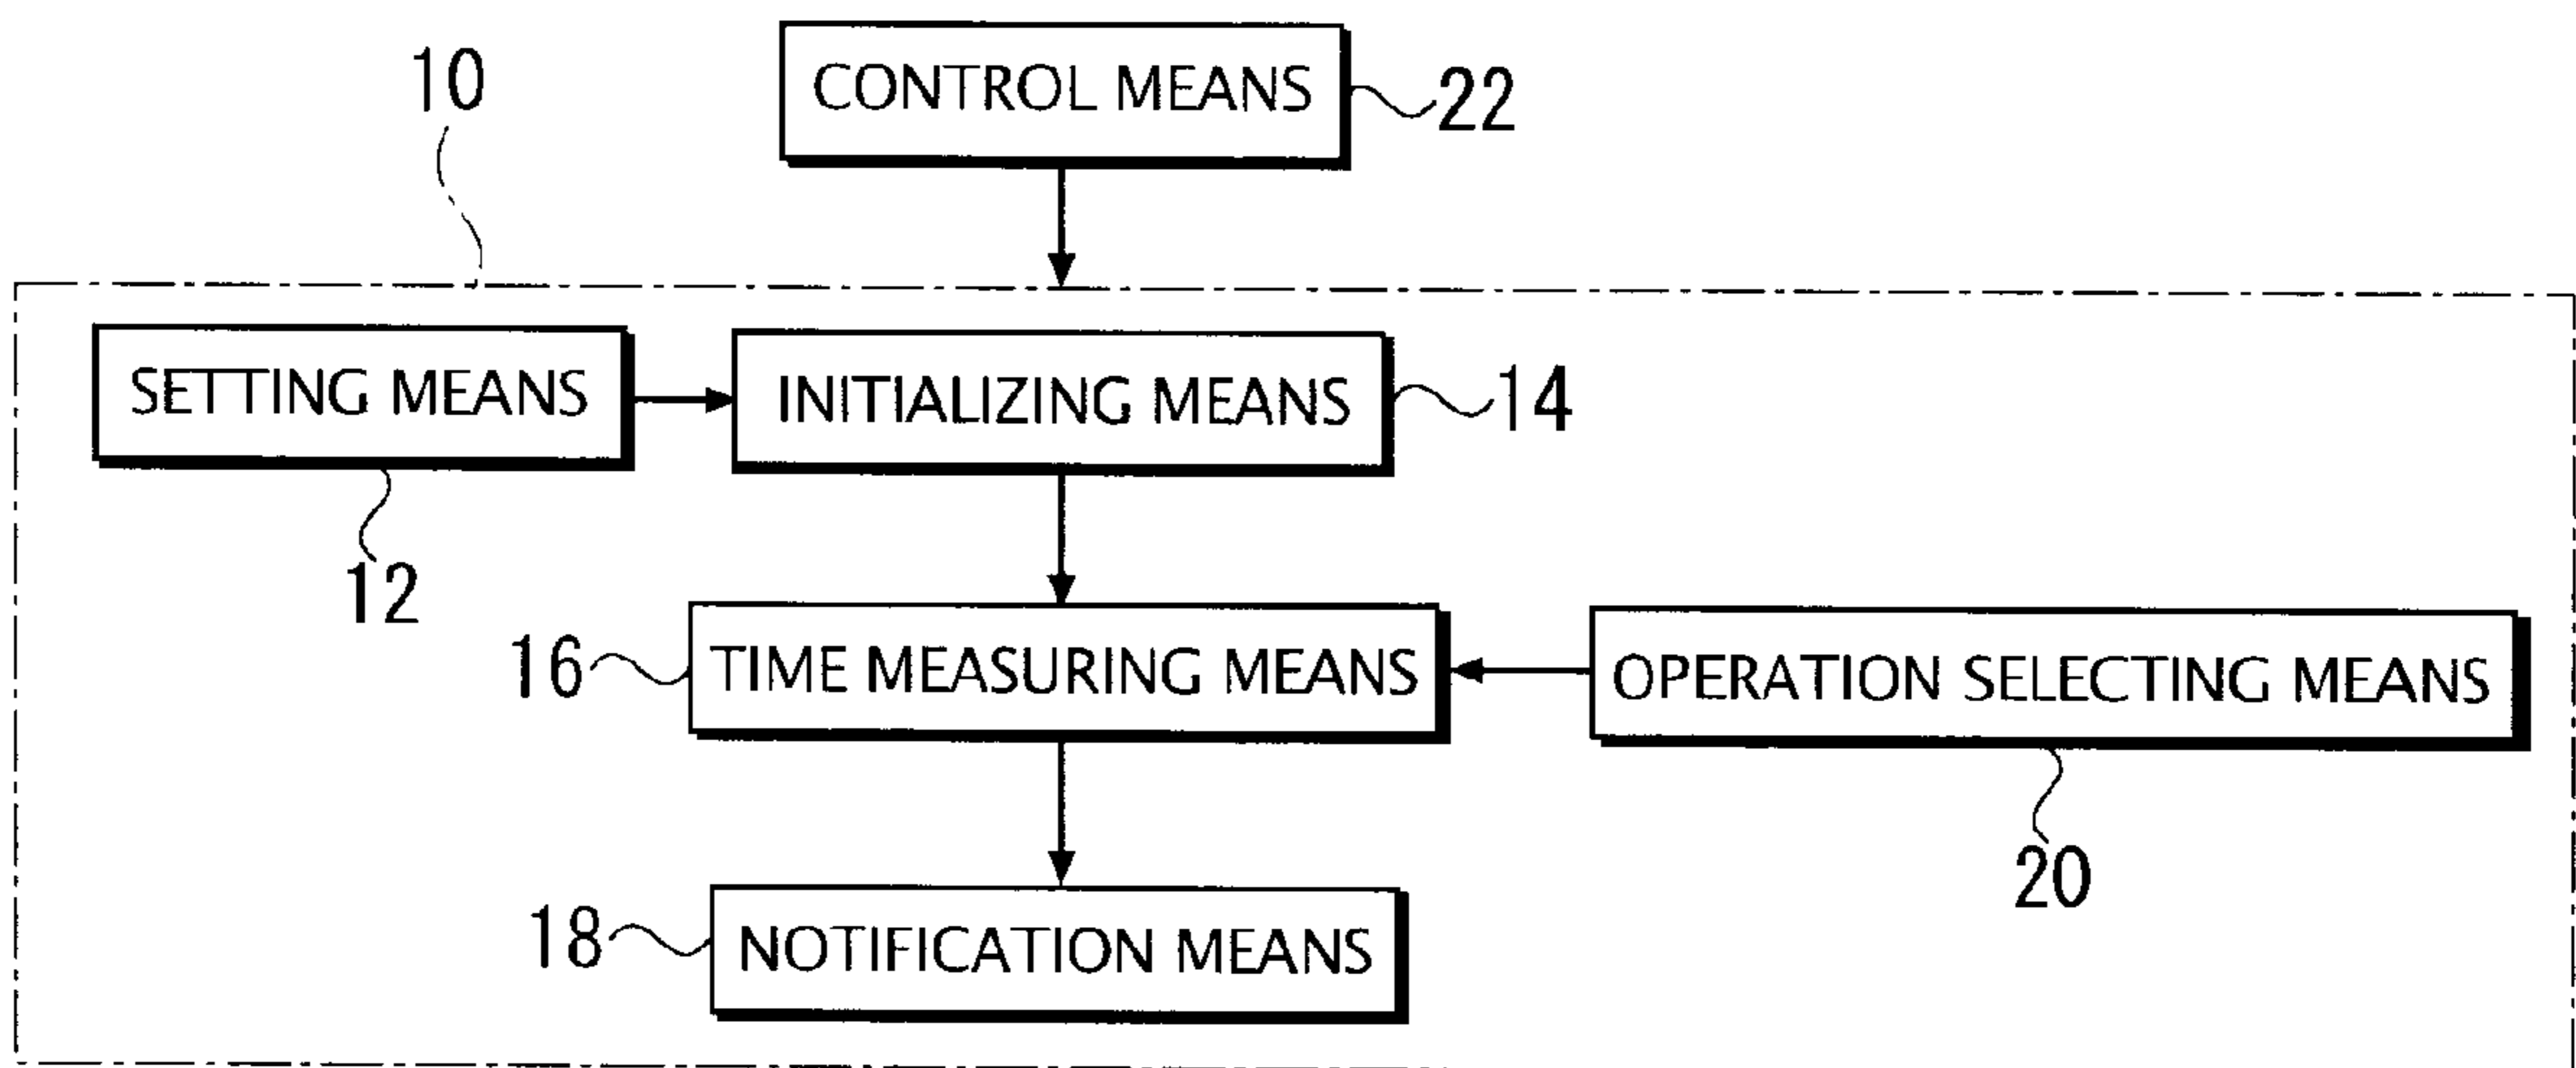 CONTROL MEANS
22
10
SETTING MEANS
INITIALIZING MEANS
14
12
16
TIME MEASURING MEANS
OPERATION SELECTING MEANS
20
18
NOTIFICATION MEANS